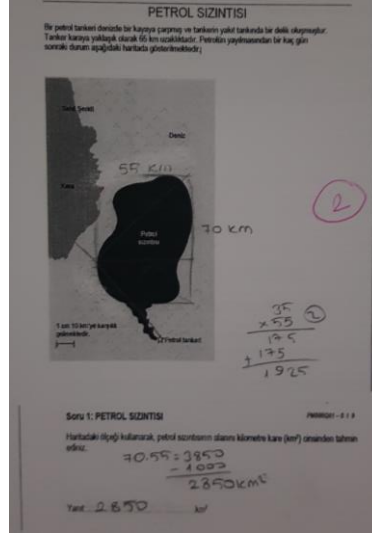 PETROL SIZINTISI
Bir petrol tankeri denizde bir kayaya çarpmış ve tankerin yakıt tankında bir delik oluşmuştur.
Tanker karaya yaklaşık olarak 65 km uzaklıktadır. Petrolün yayılmasından bir kaç gün
sonraki durum aşağıdaki haritada gösterilmektedir;
Sahil Şeridi
Deniz
55 km
Kara
Petrol
sızıntısı
70 km
2
35
x55
2
175
+175
1925
1 cm 10 km'ye karşılık
gelmektedir.
Petrol tankeri
Soru 1: PETROL SIZINTISI
Haritadaki ölçeği kullanarak, petrol sızıntısının alanını kilometre kare (km²) cinsinden tahmin
ediniz.
70.55=3850
- 1000
2850km²
Yanıt 2850 km²